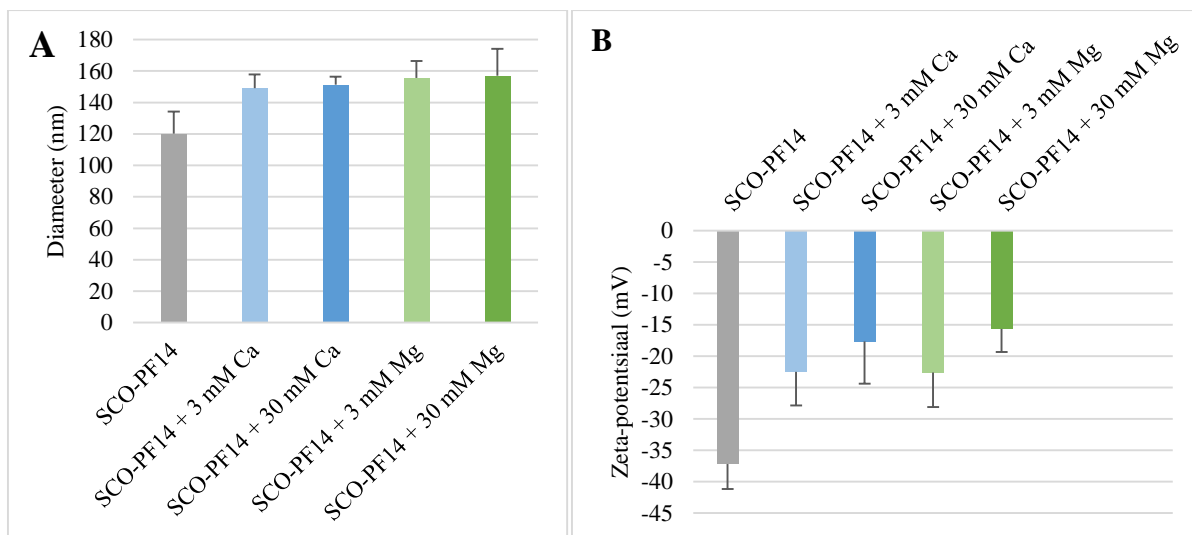 A
Diameeter (nm)
180
160
140
120
100
80
60
40
20
0
SCO-PF14
SCO-PF14 + 3 mM Ca
SCO-PF14 + 30 mM Ca
SCO-PF14 + 3 mM Mg
SCO-PF14 + 30 mM Mg
B
SCO-PF14
SCO-PF14 + 3 mM Ca
SCO-PF14 + 30 mM Ca
SCO-PF14 + 3 mM Mg
SCO-PF14 + 30 mM Mg
Zeta-potentsiaal (mV)
0
-5
-10
-15
-20
-25
-30
-35
-40
-45